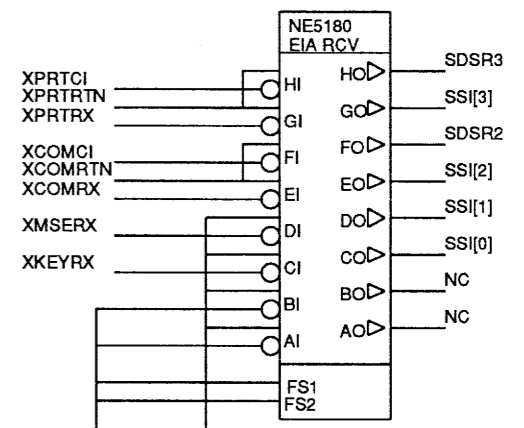 NE5180
EIA RCV
XPRTCI
XPRTRTN
XPRTRX
XCOMCI
XCOMRTN
XCOMRX
XMSERX
XKEYRX
HI
GI
FI
EI
DI
CI
BI
AI
FS1
FS2
HO
GO
FO
EO
DO
CO
BO
AO
SDSR3
SSI[3]
SDSR2
SSI[2]
SSI[1]
SSI[0]
NC
NC